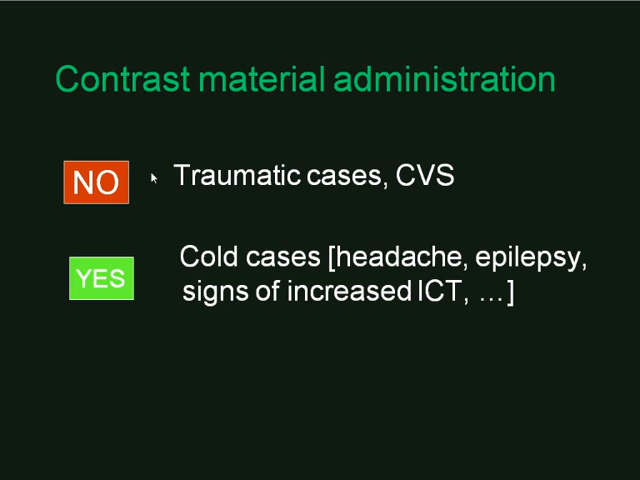 Contrast material administration
NO
Traumatic cases, CVS
YES
Cold cases [headache, epilepsy,
signs of increased ICT, …]